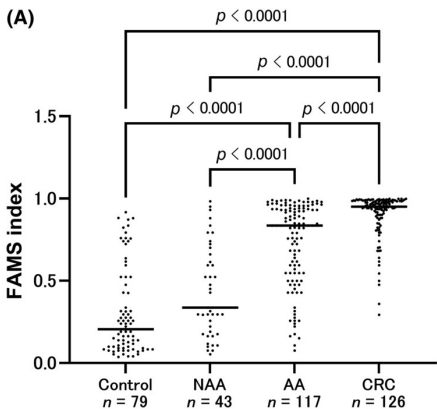 (A)
p < 0.0001
p < 0.0001
p < 0.0001 p < 0.0001
p < 0.0001
1.5
1.0
0.5
0.0
FAMS index
Control NAA AA CRC
n = 79 n = 43 n = 117 n = 126